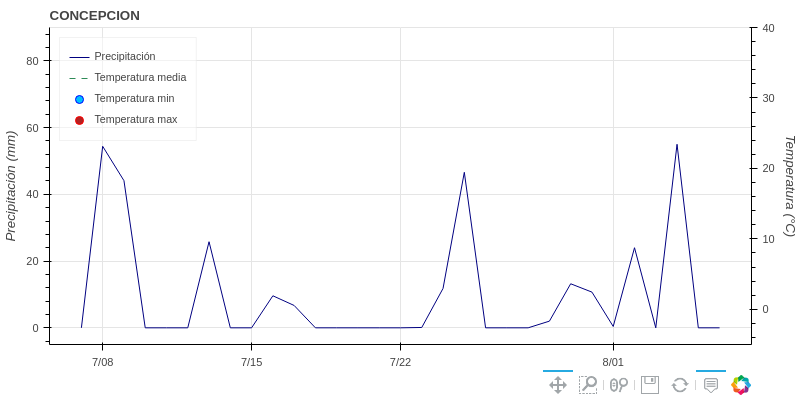 CONCEPCION
Precipitación
Temperatura media
Temperatura min
Temperatura max
Precipitación (mm)
80
60
40
20
0
Temperatura (°C)
40
30
20
10
0
7/08
7/15
7/22
8/01